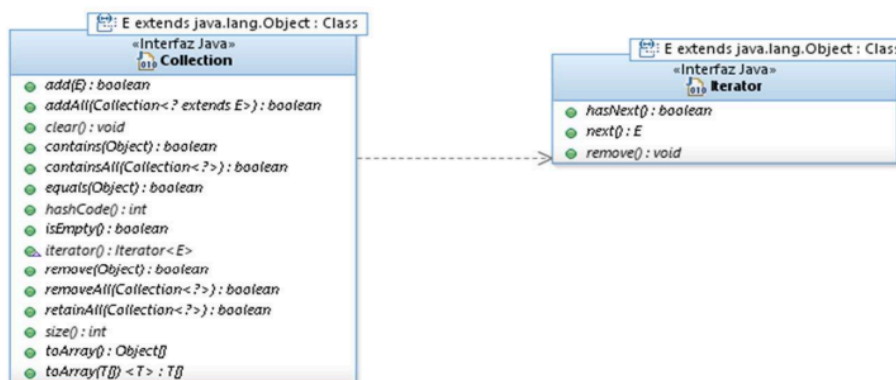 E extends java.lang.Object : Class
«Interfaz Java»
Collection
add(E) : boolean
addAll(Collection<? extends E>) : boolean
clear() : void
contains(Object) : boolean
containsAll(Collection<?>) : boolean
equals(Object) : boolean
hashCode() : int
isEmpty() : boolean
iterator() : Iterator<E>
remove(Object) : boolean
removeAll(Collection<?>) : boolean
retainAll(Collection<?>) : boolean
size() : int
toArray() : Object[]
toArray(T[]) <T> : T[]
E extends java.lang.Object : Class
«Interfaz Java»
Iterator
hasNext() : boolean
next() : E
remove() : void